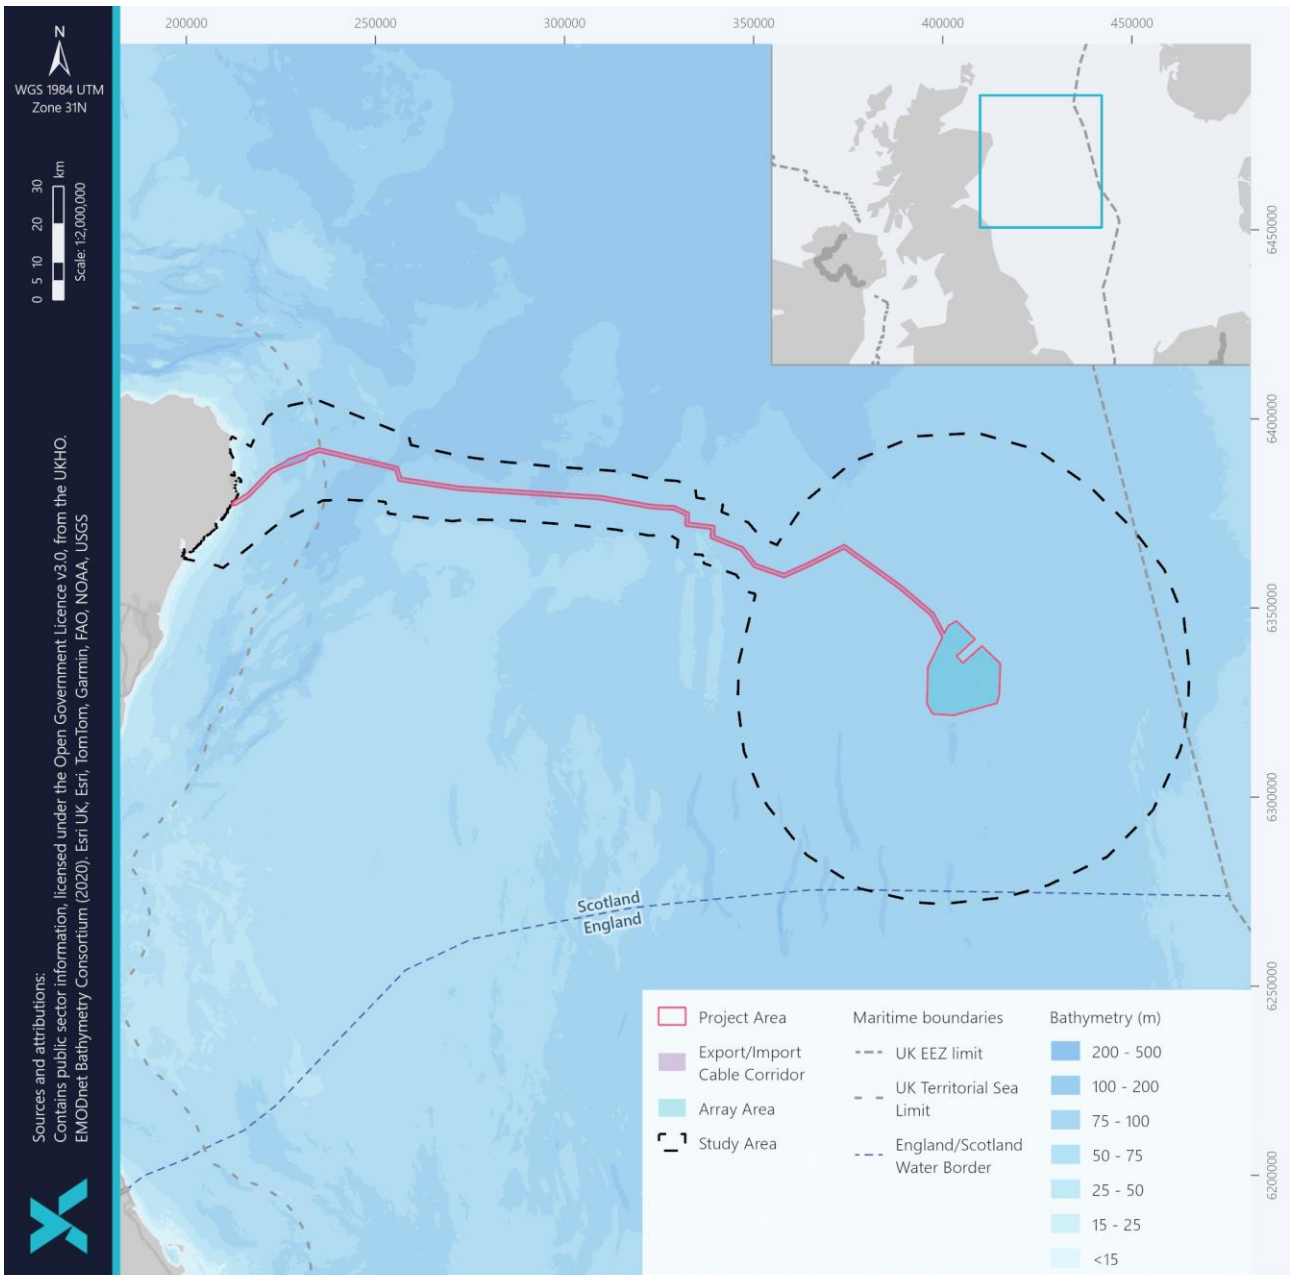 200000
250000
300000
350000
400000
450000
N
WGS 1984 UTM
Zone 31N
0 5 10 20 30 km
Scale: 1:2,000,000
Sources and attributions:
Contains public sector information, licensed under the Open Government Licence v3.0, from the UKHO.
EMODnet Bathymetry Consortium (2020). Esri UK, Esri, TomTom, Garmin, FAO, NOAA, USGS
6450000
6400000
6350000
6300000
6250000
6200000
Scotland
England
Project Area
Export/Import
Cable Corridor
Array Area
Study Area
Maritime boundaries
UK EEZ limit
UK Territorial Sea
Limit
England/Scotland
Water Border
Bathymetry (m)
200 - 500
100 - 200
75 - 100
50 - 75
25 - 50
15 - 25
<15